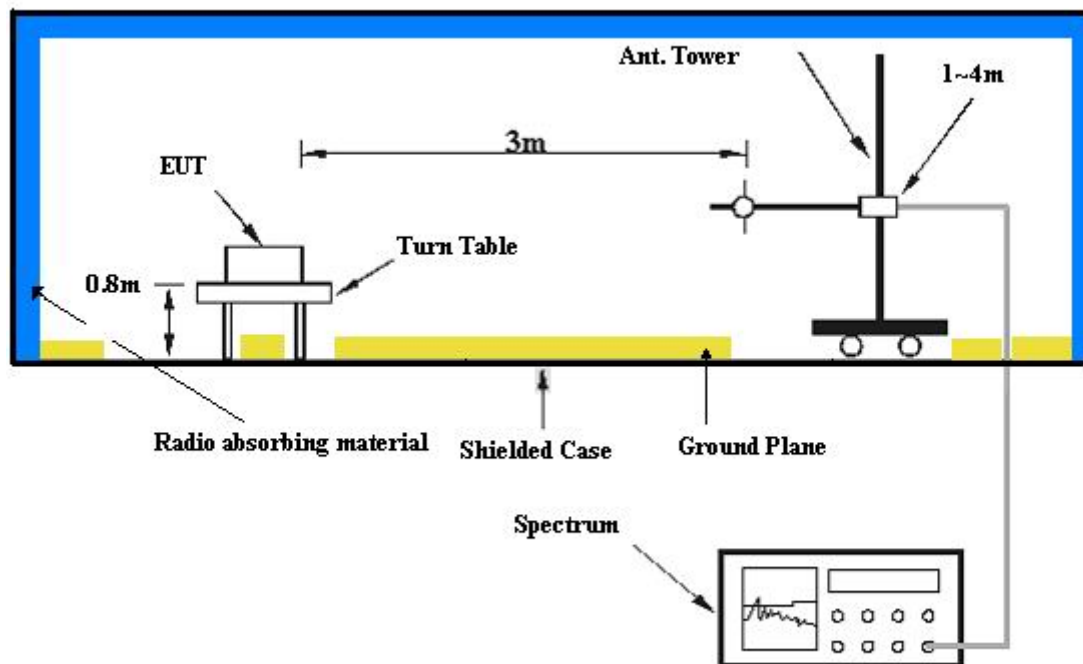 Ant. Tower
1~4m
3m
EUT
Turn Table
0.8m
Radio absorbing material
Shielded Case
Ground Plane
Spectrum